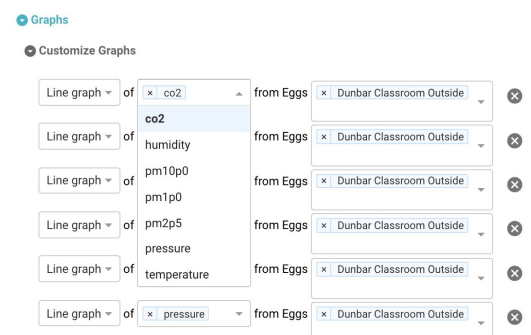 Graphs
Customize Graphs
Line graph of × co2 from Eggs × Dunbar Classroom Outside
co2
Line graph of humidity from Eggs × Dunbar Classroom Outside
pm10p0
Line graph of pm1p0 from Eggs × Dunbar Classroom Outside
Line graph of pm2p5 from Eggs × Dunbar Classroom Outside
pressure
Line graph of temperature from Eggs × Dunbar Classroom Outside
Line graph of × pressure from Eggs × Dunbar Classroom Outside